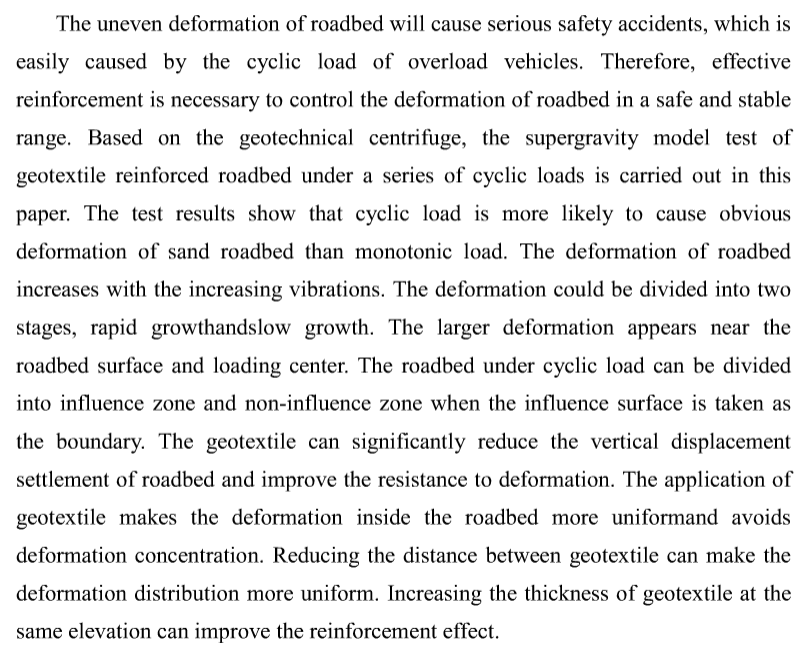 The uneven deformation of roadbed will cause serious safety accidents, which is
easily caused by the cyclic load of overload vehicles. Therefore, effective
reinforcement is necessary to control the deformation of roadbed in a safe and stable
range. Based on the geotechnical centrifuge, the supergravity model test of
geotextile reinforced roadbed under a series of cyclic loads is carried out in this
paper. The test results show that cyclic load is more likely to cause obvious
deformation of sand roadbed than monotonic load. The deformation of roadbed
increases with the increasing vibrations. The deformation could be divided into two
stages, rapid growthandslow growth. The larger deformation appears near the
roadbed surface and loading center. The roadbed under cyclic load can be divided
into influence zone and non-influence zone when the influence surface is taken as
the boundary. The geotextile can significantly reduce the vertical displacement
settlement of roadbed and improve the resistance to deformation. The application of
geotextile makes the deformation inside the roadbed more uniformand avoids
deformation concentration. Reducing the distance between geotextile can make the
deformation distribution more uniform. Increasing the thickness of geotextile at the
same elevation can improve the reinforcement effect.